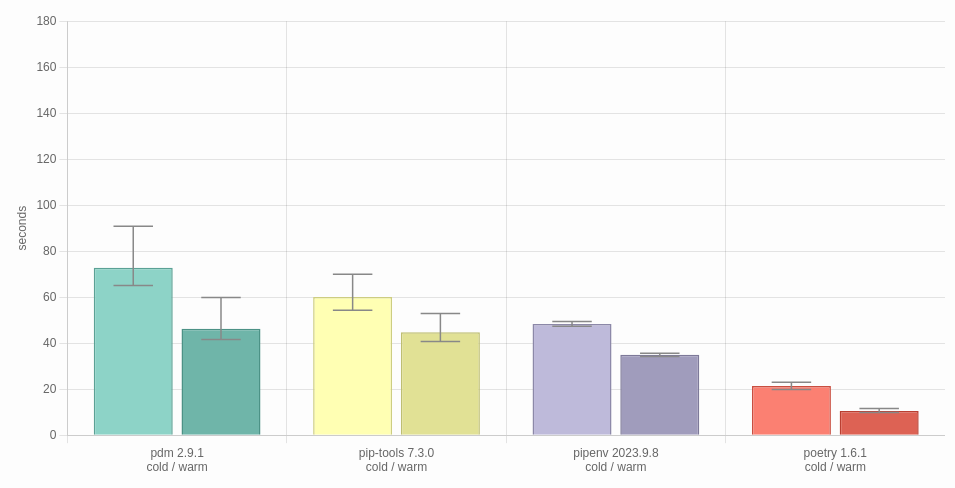 180
160
140
120
100
80
60
40
20
0
seconds
pdm 2.9.1
cold / warm
pip-tools 7.3.0
cold / warm
pipenv 2023.9.8
cold / warm
poetry 1.6.1
cold / warm